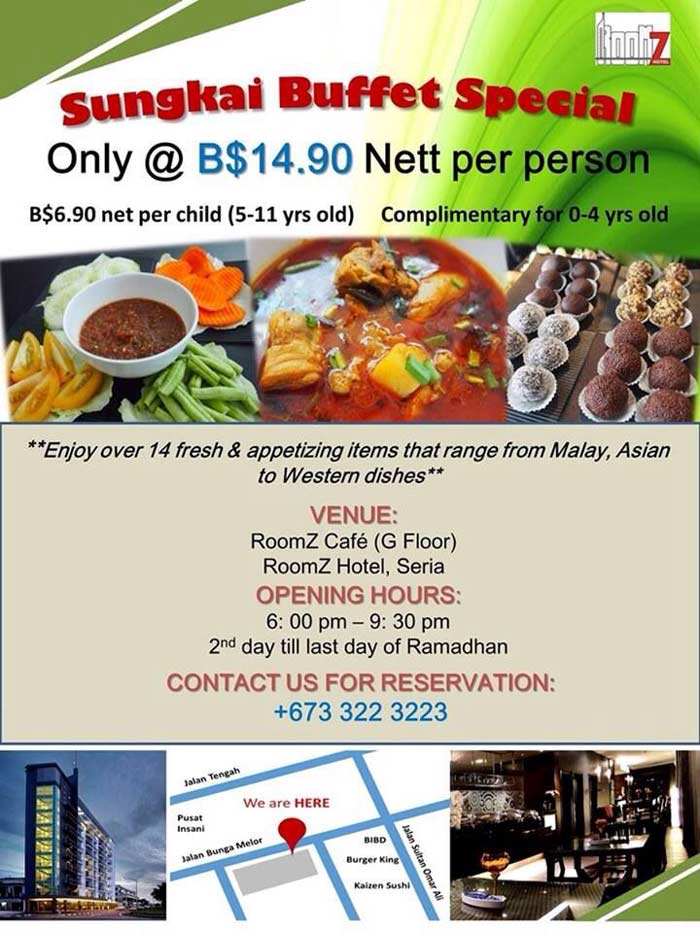 ROOMZ
HOTEL
Sungkai Buffet Special
Only @ B$14.90 Nett per person
B$6.90 net per child (5-11 yrs old) Complimentary for 0-4 yrs old
**Enjoy over 14 fresh & appetizing items that range from Malay, Asian
to Western dishes**
VENUE:
RoomZ Café (G Floor)
RoomZ Hotel, Seria
OPENING HOURS:
6: 00 pm – 9: 30 pm
2nd day till last day of Ramadhan
CONTACT US FOR RESERVATION:
+673 322 3223
Jalan Tengah
We are HERE
Pusat
Insani
Jalan Bunga Melor
BIBD
Burger King
Kaizen Sushi
Jalan Sultan Omar Ali